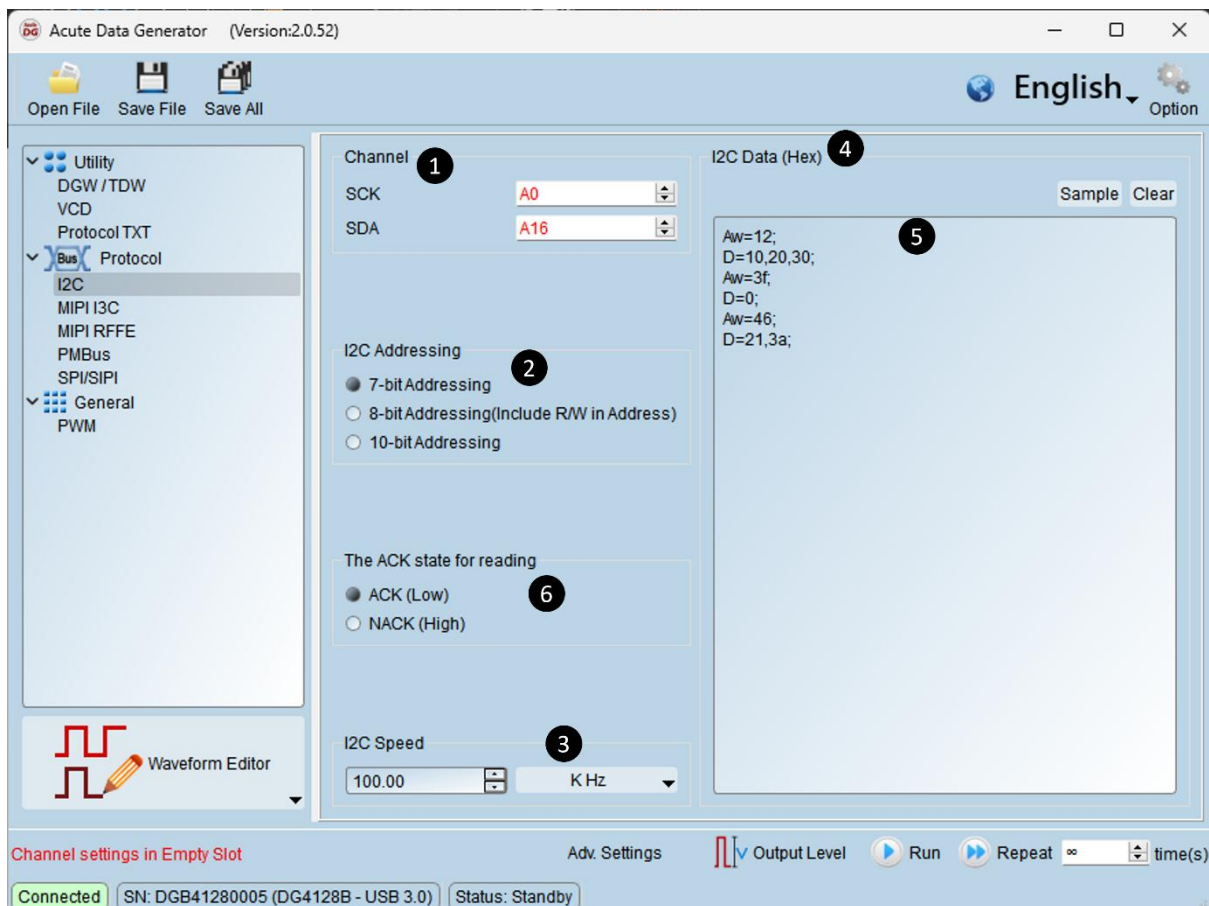 DG Acute Data Generator (Version:2.0.52)
Open File Save File Save All
English
Option
Utility
DGW / TDW
VCD
Protocol TXT
Bus Protocol
I2C
MIPI I3C
MIPI RFFE
PMBus
SPI/SIPI
General
PWM
Waveform Editor
Channel 1
SCK A0
SDA A16
I2C Addressing 2
7-bit Addressing
8-bit Addressing(Include R/W in Address)
10-bit Addressing
The ACK state for reading
ACK (Low) 6
NACK (High)
I2C Speed 3
100.00 K Hz
I2C Data (Hex) 4
Sample Clear
Aw=12; 5
D=10,20,30;
Aw=3f;
D=0;
Aw=46;
D=21,3a;
Channel settings in Empty Slot Adv. Settings V Output Level Run Repeat ∞ time(s)
Connected SN: DGB41280005 (DG4128B - USB 3.0) Status: Standby